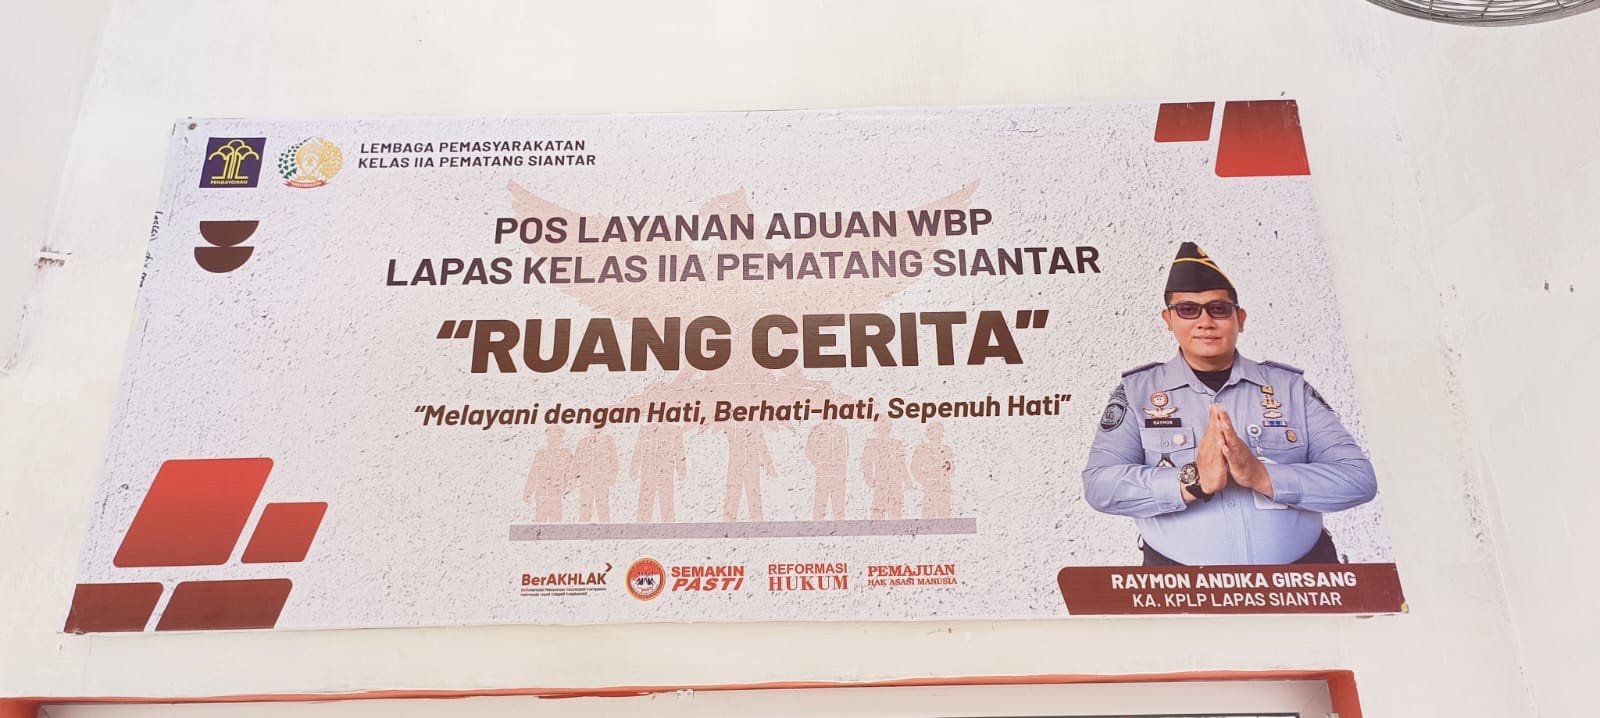 LEMBAGA PEMASYARAKATAN
KELAS IIA PEMATANG SIANTAR
PENGAYOMAN
POS LAYANAN ADUAN WBP
LAPAS KELAS IIA PEMATANG SIANTAR
“RUANG CERITA”
“Melayani dengan Hati, Berhati-hati, Sepenuh Hati”
RAYMON
BerAKHLAK
SEMAKIN
PASTI
REFORMASI
HUKUM
PEMAJUAN
HAK ASASI MANUSIA
RAYMON ANDIKA GIRSANG
KA. KPLP LAPAS SIANTAR